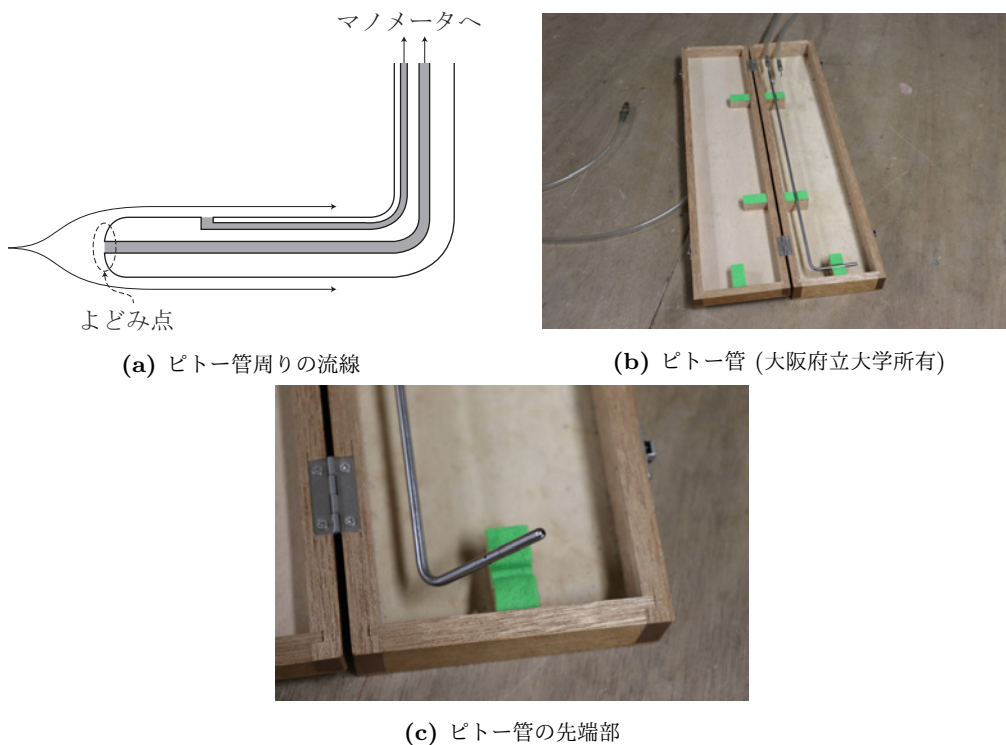 マノメータへ
よどみ点
(a) ピトー管周りの流線
(b) ピトー管 (大阪府立大学所有)
(c) ピトー管の先端部